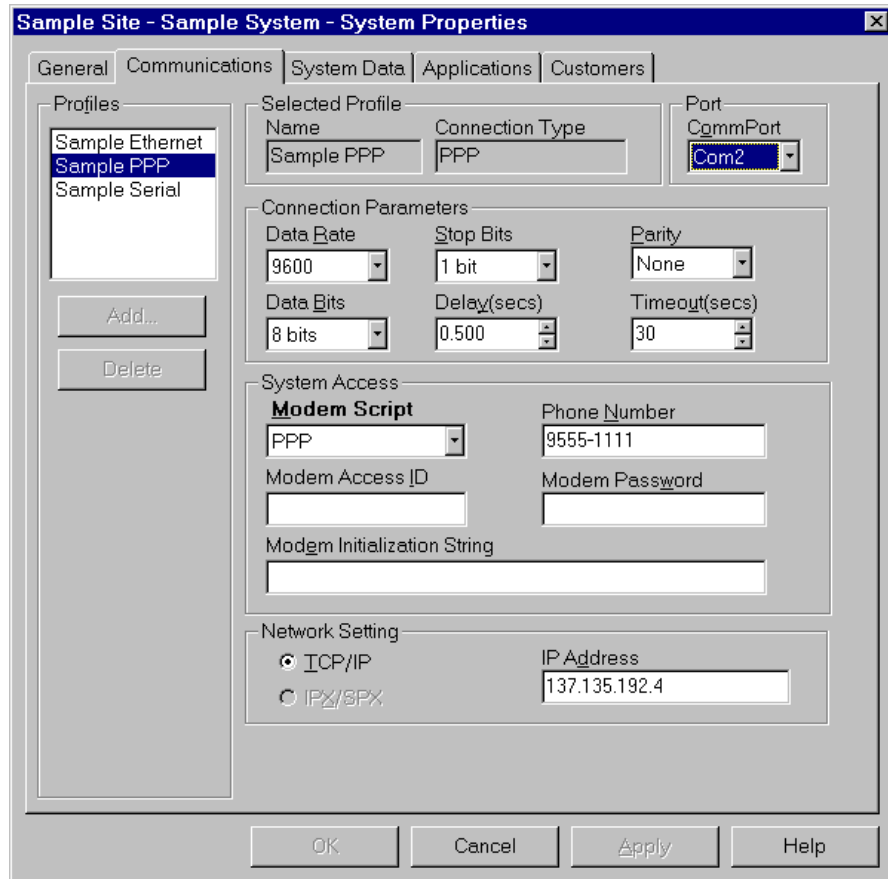 Sample Site - Sample System - System Properties
General Communications System Data Applications Customers
Profiles
Sample Ethernet
Sample PPP
Sample Serial
Add...
Delete
Selected Profile
Name Connection Type
Sample PPP PPP
Port
CommPort
Com2
Connection Parameters
Data Rate Stop Bits Parity
9600 1 bit None
Data Bits Delay(secs) Timeout(secs)
8 bits 0.500 30
System Access
Modem Script Phone Number
PPP 9555-1111
Modem Access ID Modem Password
Modem Initialization String
Network Setting
TCP/IP IP Address
IPX/SPX 137.135.192.4
OK Cancel Apply Help